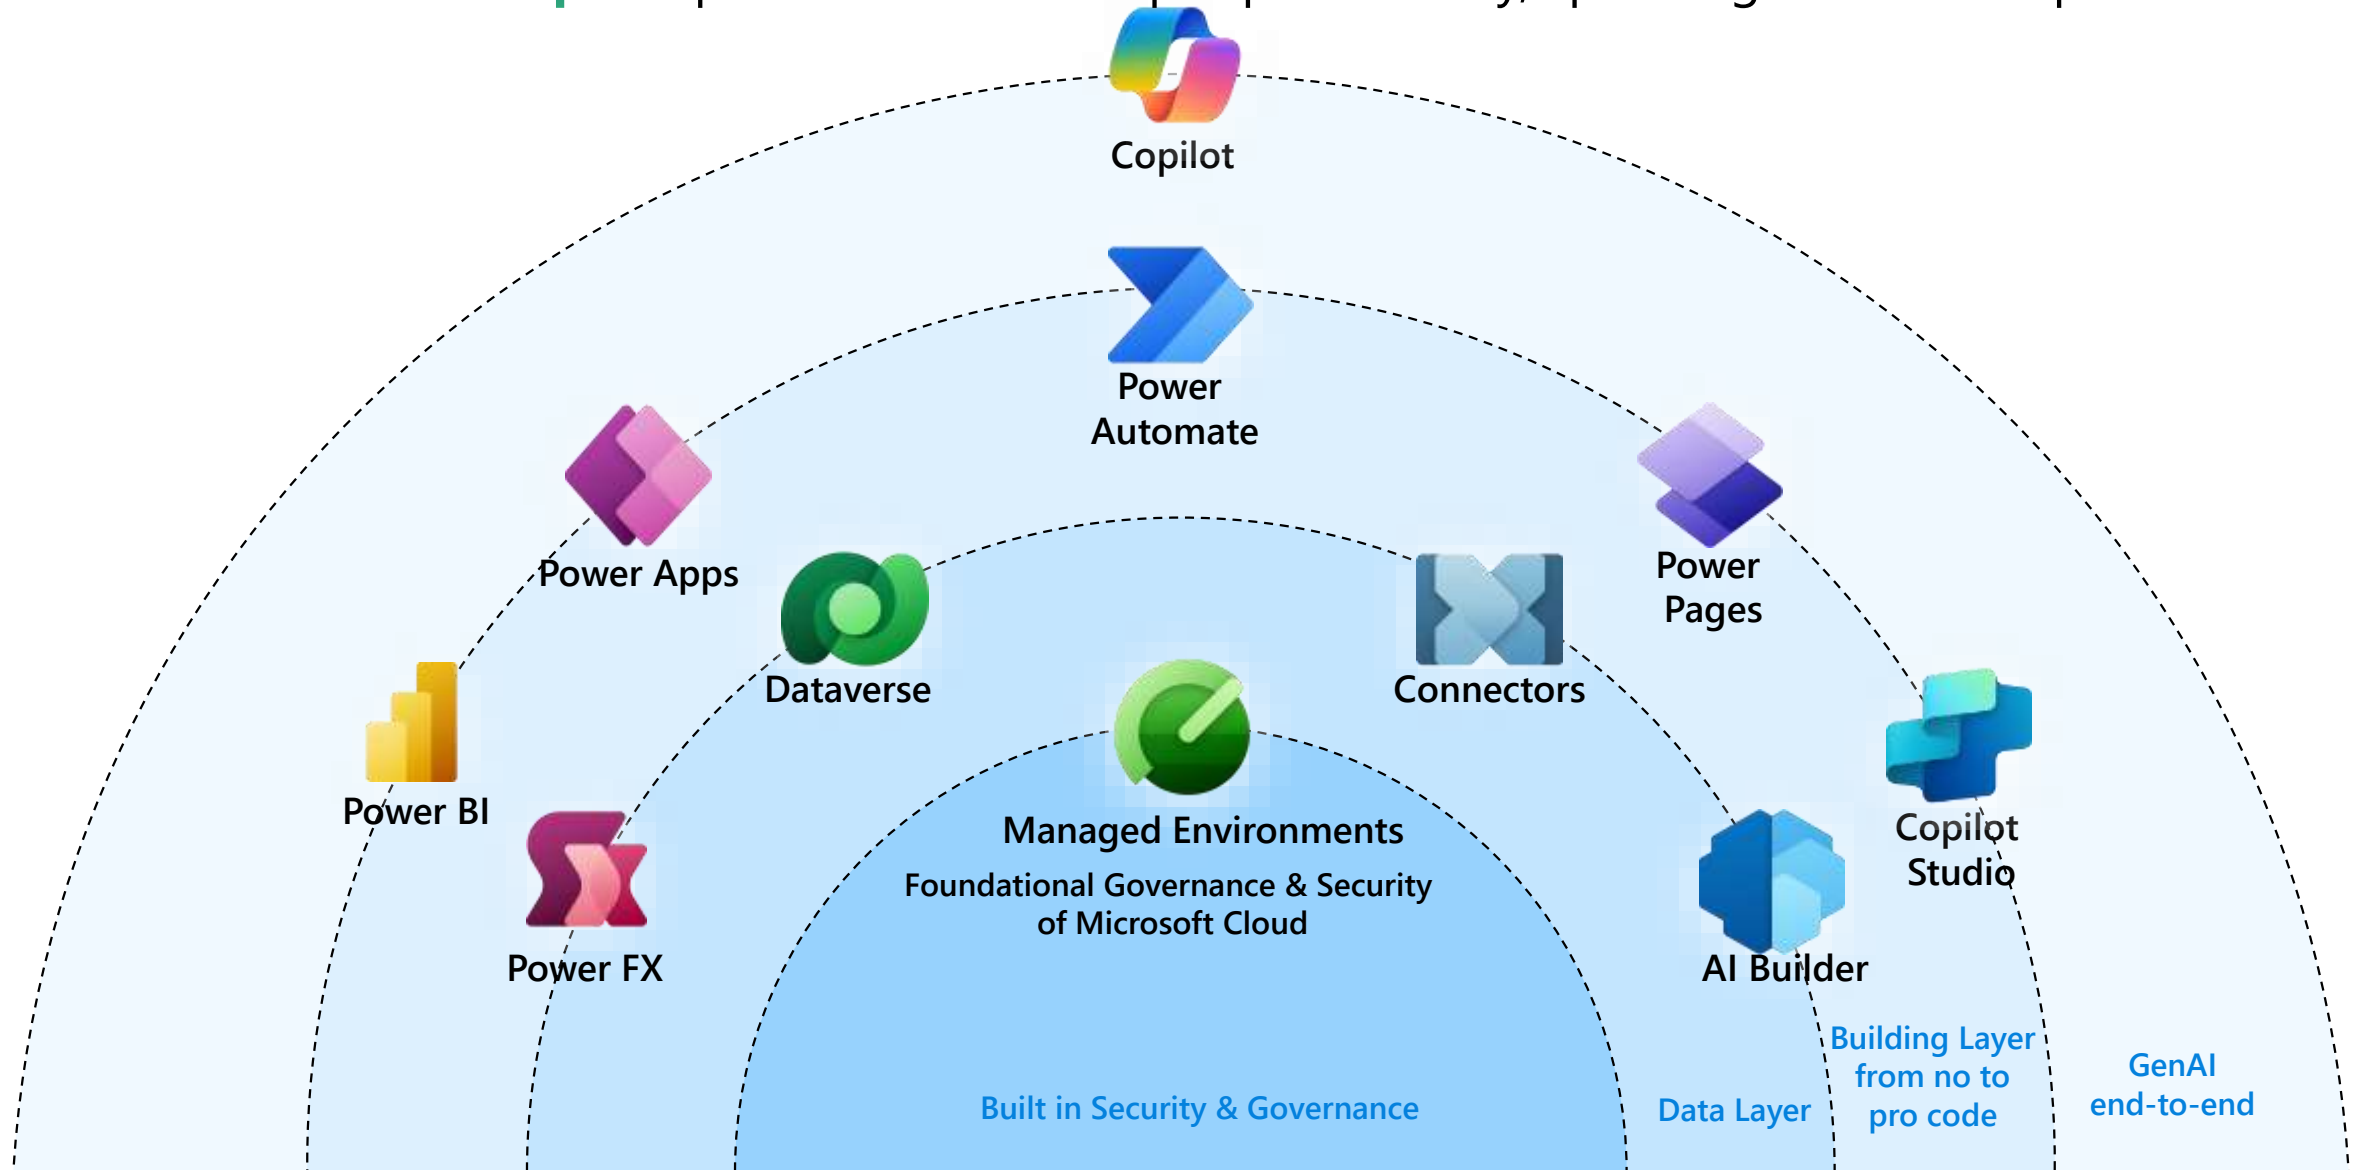 Copilot
Power
Automate
Power Apps
Power
Pages
Dataverse
Connectors
Power BI
Managed Environments
Foundational Governance & Security
of Microsoft Cloud
Copilot
Studio
Power FX
AI Builder
Built in Security & Governance
Data Layer
Building Layer
from no to
pro code
GenAI
end-to-end